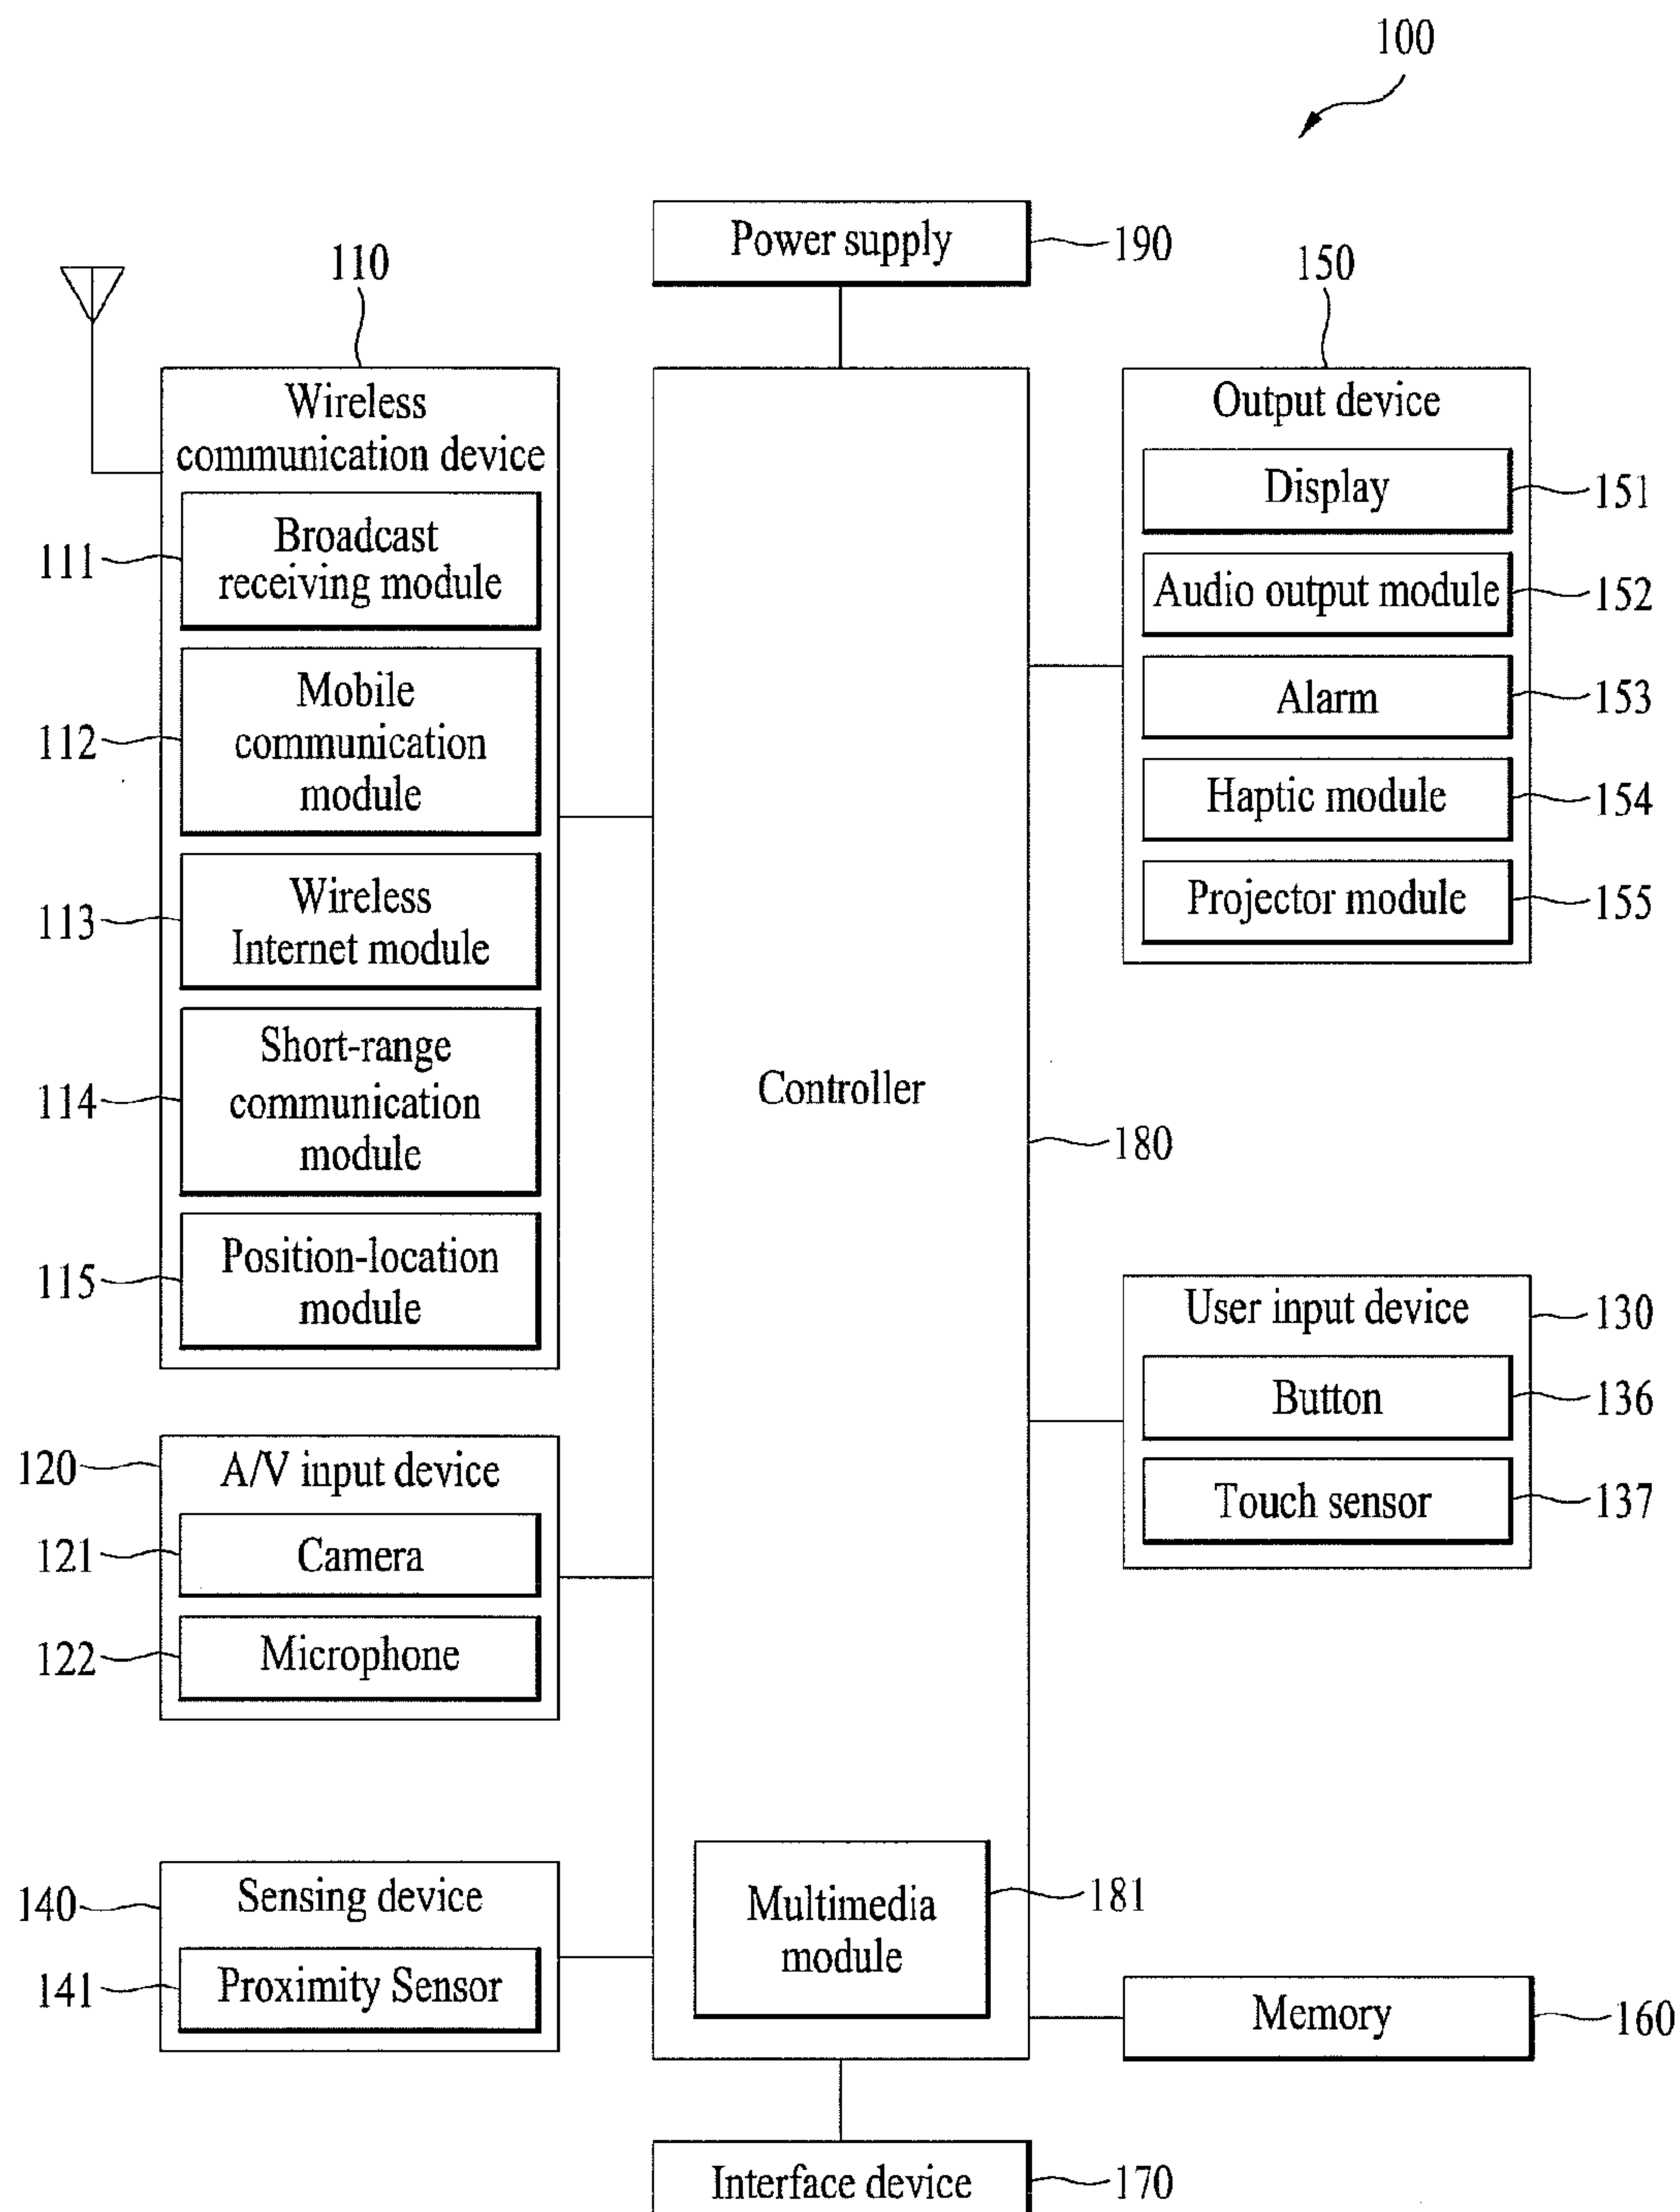 100
Power supply
190
110
Wireless
communication device
Broadcast
receiving module
111
Mobile
communication
module
112
Wireless
Internet module
113
Short-range
communication
module
114
Position-location
module
115
120
A/V input device
121
Camera
122
Microphone
140
Sensing device
141
Proximity Sensor
Controller
180
Multimedia
module
181
150
Output device
Display
151
Audio output module
152
Alarm
153
Haptic module
154
Projector module
155
User input device
130
Button
136
Touch sensor
137
Memory
160
Interface device
170